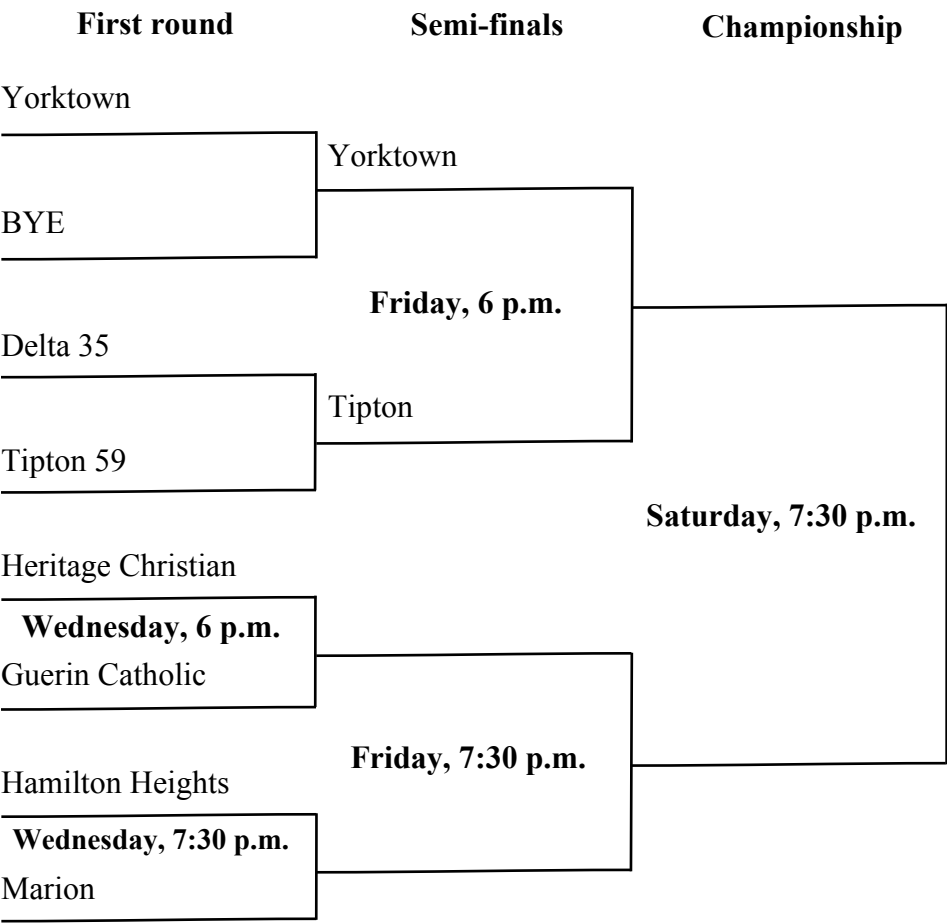 First round
Semi-finals
Championship
Yorktown
Yorktown
BYE
Friday, 6 p.m.
Delta 35
Tipton
Tipton 59
Saturday, 7:30 p.m.
Heritage Christian
Wednesday, 6 p.m.
Guerin Catholic
Friday, 7:30 p.m.
Hamilton Heights
Wednesday, 7:30 p.m.
Marion